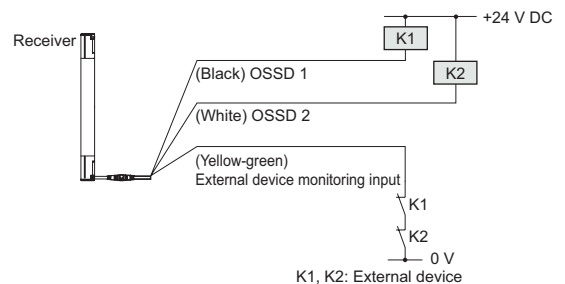 +24 V DC
Receiver
K1
K2
(Black) OSSD 1
(White) OSSD 2
(Yellow-green)
External device monitoring input
K1
K2
0 V
K1, K2: External device